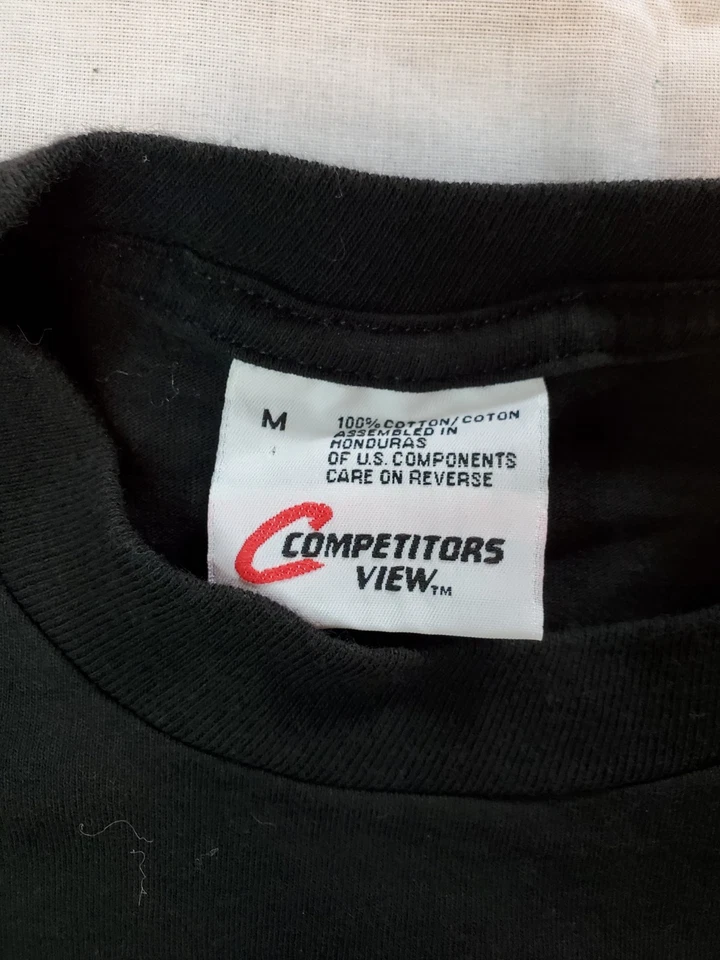 M
100% COTTON/COTON
ASSEMBLED IN
HONDURAS
OF U.S. COMPONENTS
CARE ON REVERSE
COMPETITORS
VIEW™